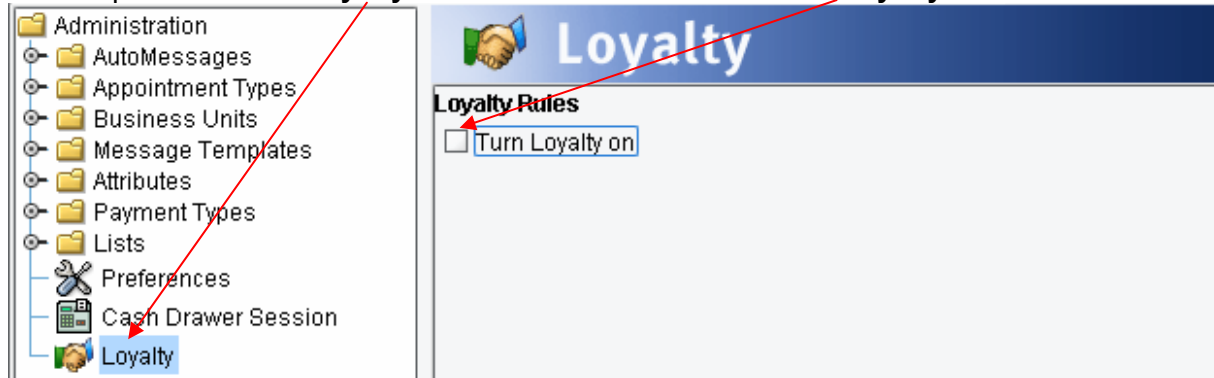 Administration
AutoMessages
Appointment Types
Business Units
Message Templates
Attributes
Payment Types
Lists
Preferences
Cash Drawer Session
Loyalty
Loyalty
Loyalty Rules
Turn Loyalty on